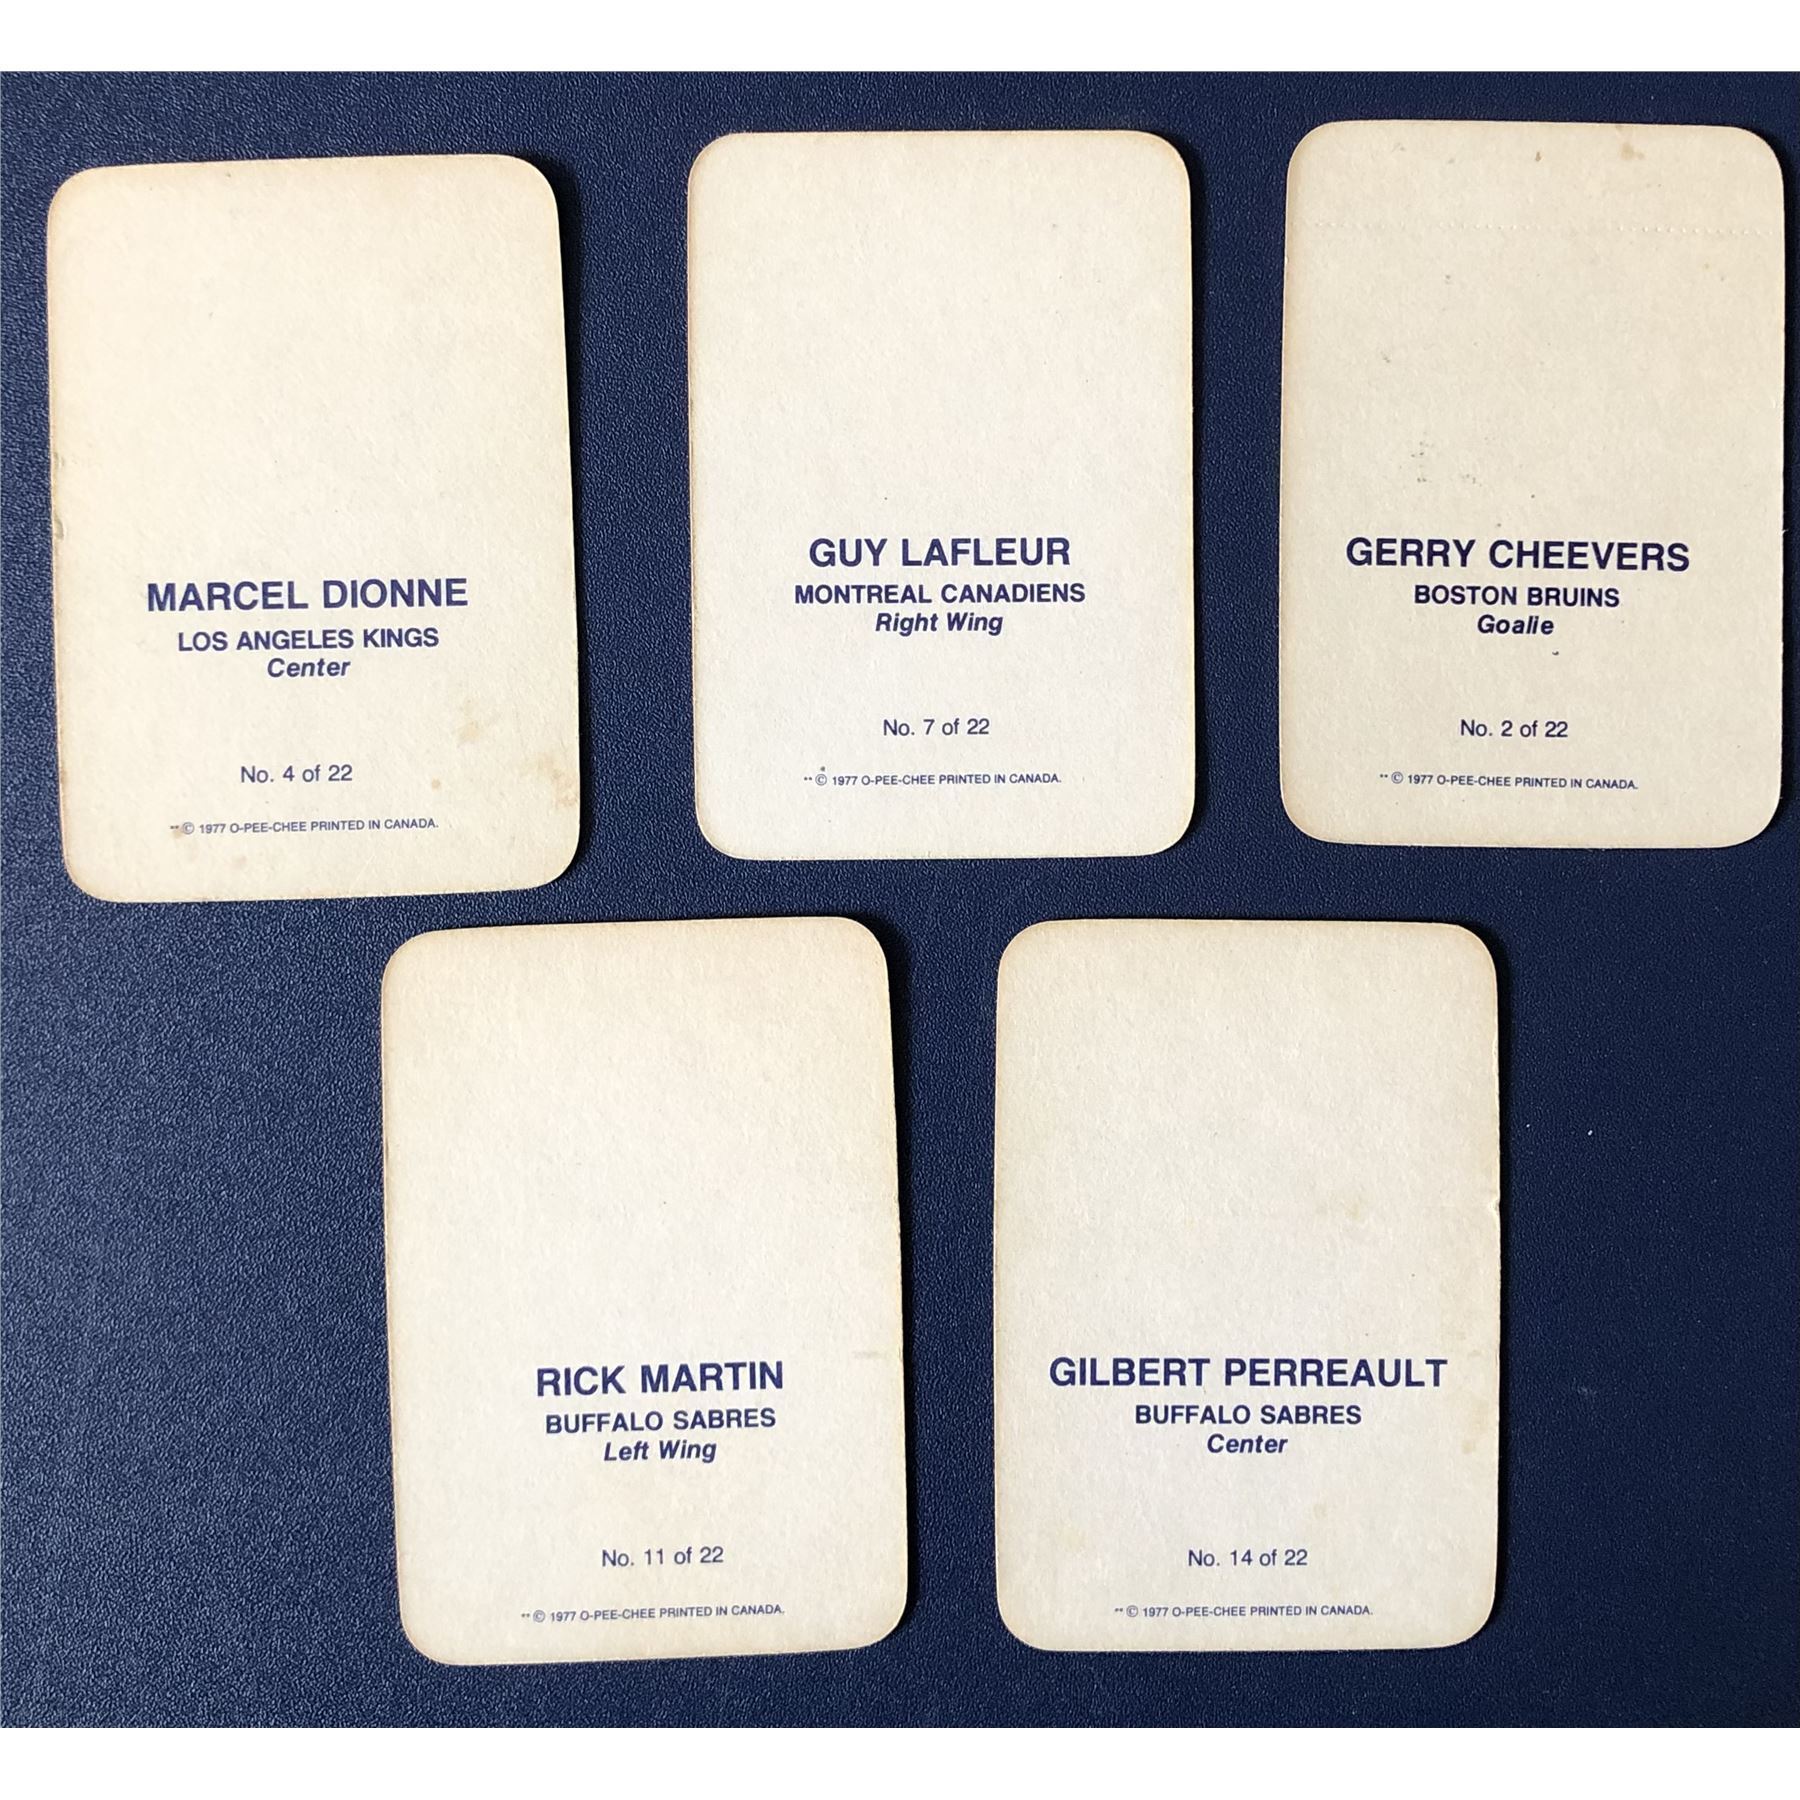 MARCEL DIONNE
LOS ANGELES KINGS
Center
No. 4 of 22
** © 1977 O-PEE-CHEE PRINTED IN CANADA.
GUY LAFLEUR
MONTREAL CANADIENS
Right Wing
No. 7 of 22
** © 1977 O-PEE-CHEE PRINTED IN CANADA.
GERRY CHEEVERS
BOSTON BRUINS
Goalie
No. 2 of 22
** © 1977 O-PEE-CHEE PRINTED IN CANADA.
RICK MARTIN
BUFFALO SABRES
Left Wing
No. 11 of 22
** © 1977 O-PEE-CHEE PRINTED IN CANADA.
GILBERT PERREAULT
BUFFALO SABRES
Center
No. 14 of 22
** © 1977 O-PEE-CHEE PRINTED IN CANADA.